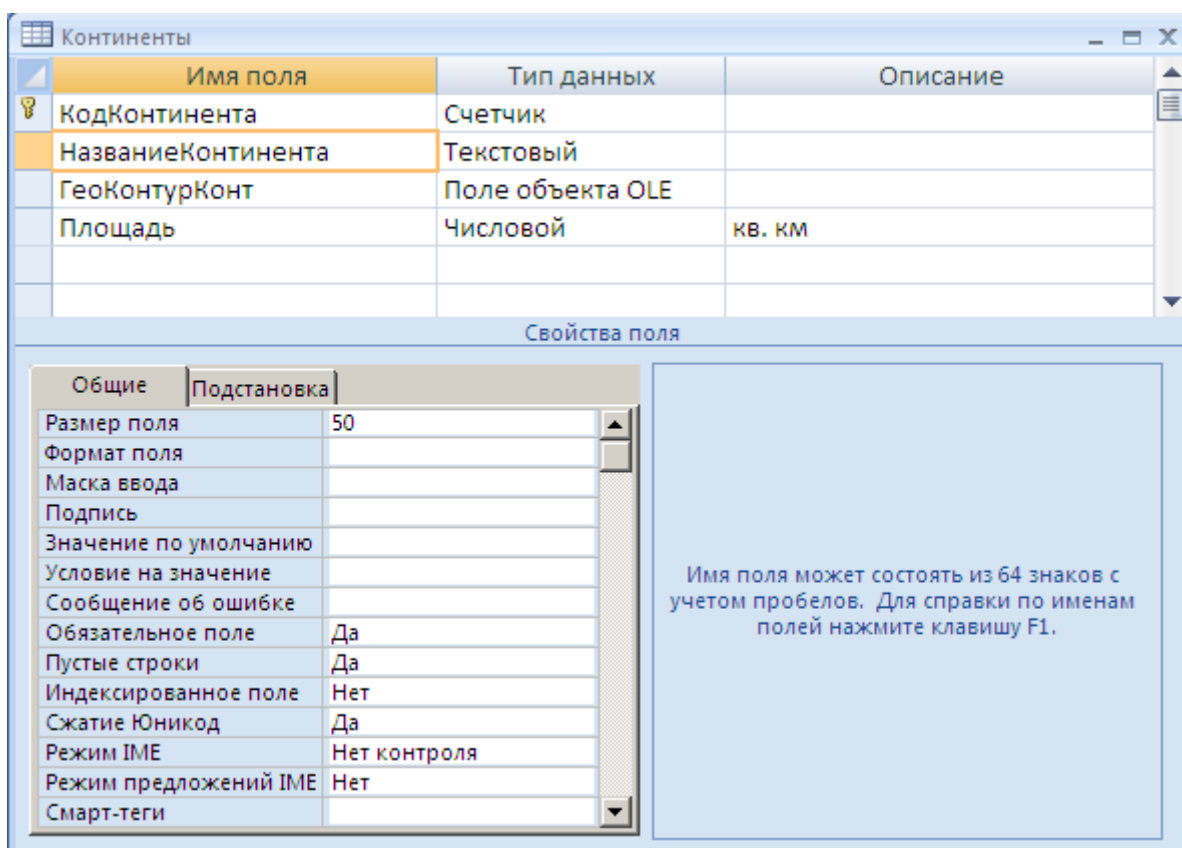 Континенты
Имя поля Тип данных Описание
КодКонтинента Счетчик
НазваниеКонтинента Текстовый
ГеоКонтурКонт Поле объекта OLE
Площадь Числовой кв. км
Свойства поля
Общие Подстановка
Размер поля 50
Формат поля
Маска ввода
Подпись
Значение по умолчанию
Условие на значение
Сообщение об ошибке
Обязательное поле Да
Пустые строки Да
Индексированное поле Нет
Сжатие Юникод Да
Режим IME Нет контроля
Режим предложений IME Нет
Смарт-теги
Имя поля может состоять из 64 знаков с
учетом пробелов. Для справки по именам
полей нажмите клавишу F1.